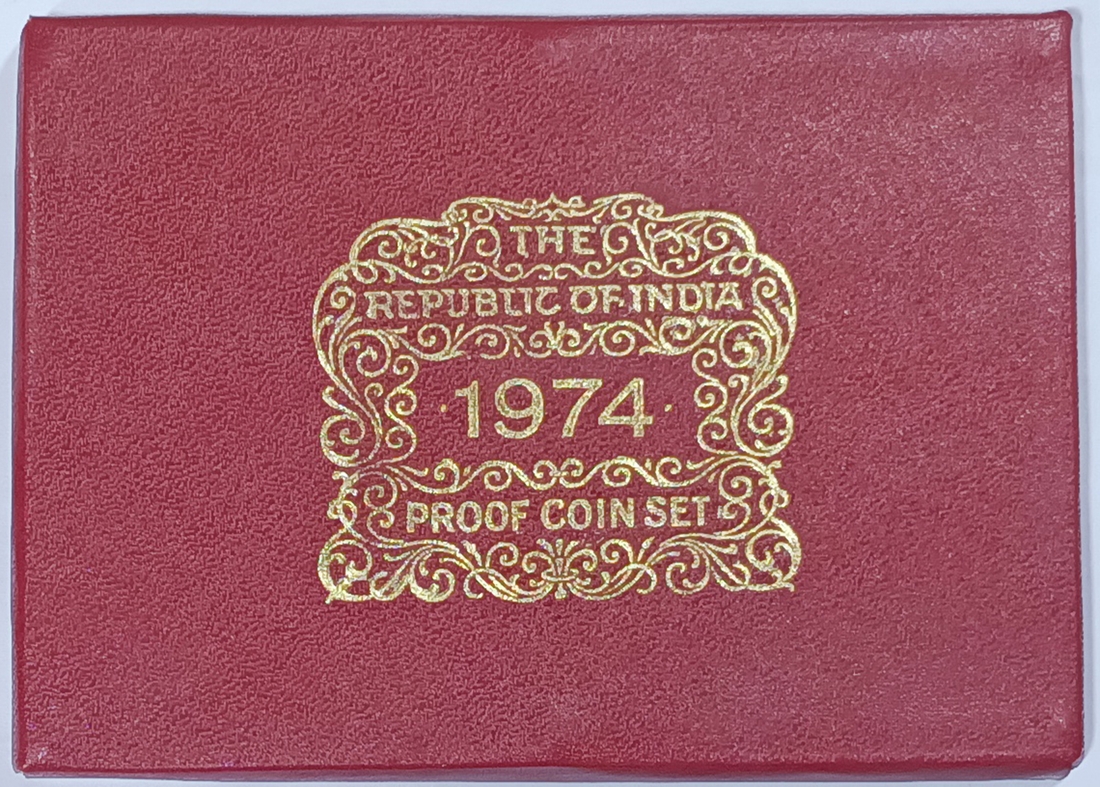 THE
REPUBLIC OF INDIA
·1974·
PROOF COIN SET